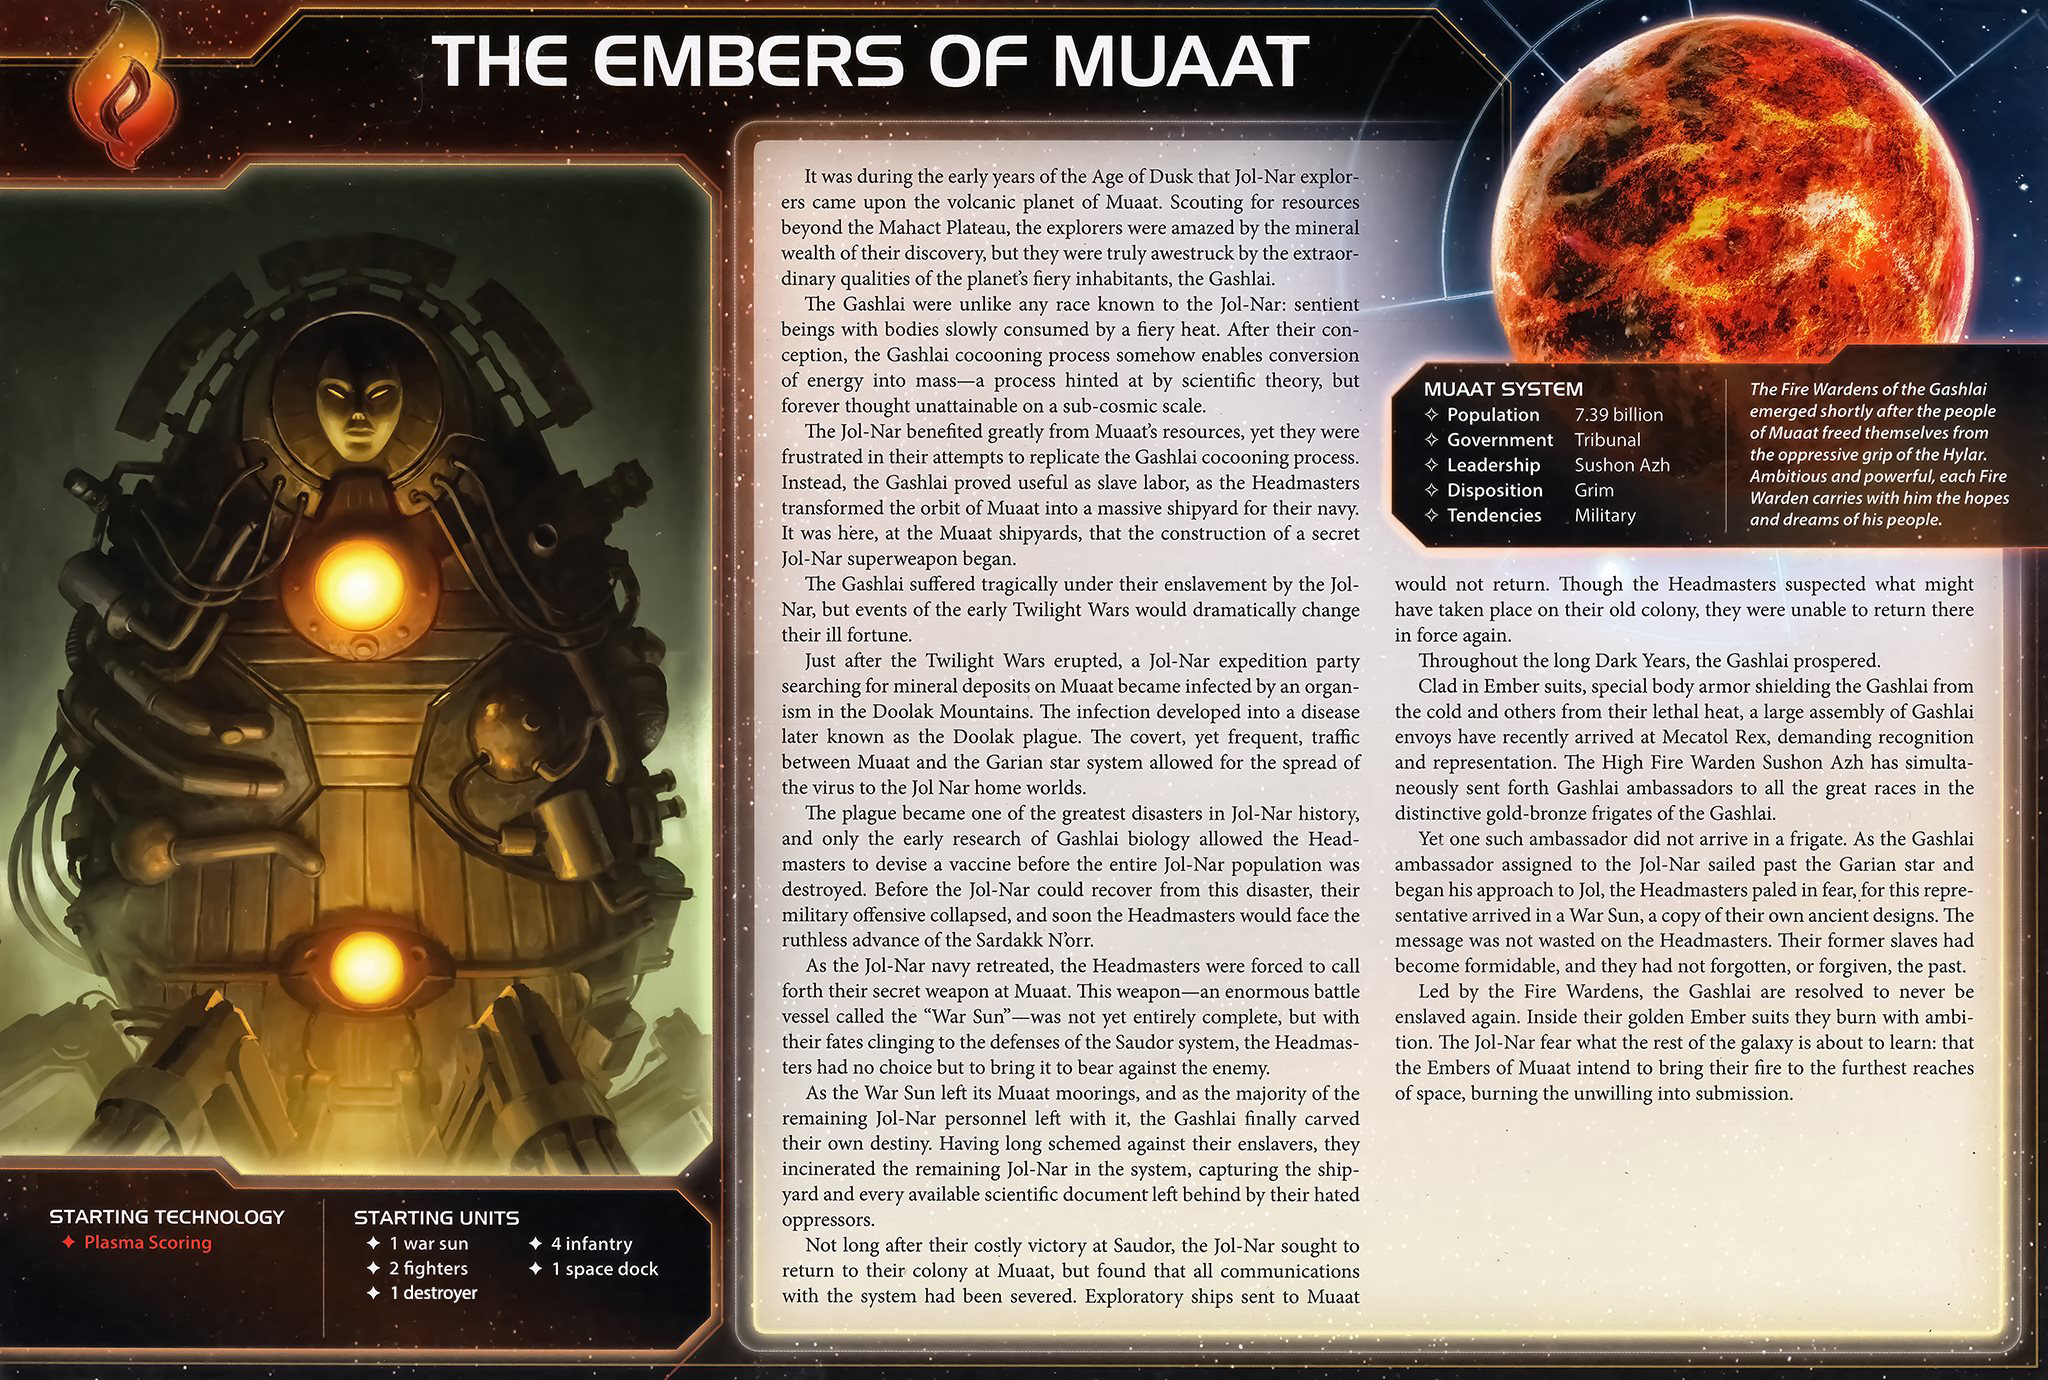 THE EMBERS OF MUAAT
It was during the early years of the Age of Dusk that Jol-Nar explor-
ers came upon the volcanic planet of Muaat. Scouting for resources
beyond the Mahact Plateau, the explorers were amazed by the mineral
wealth of their discovery, but they were truly awestruck by the extraor-
dinary qualities of the planet's fiery inhabitants, the Gashlai.
The Gashlai were unlike any race known to the Jol-Nar: sentient
beings with bodies slowly consumed by a fiery heat. After their con-
ception, the Gashlai cocooning process somehow enables conversion
of energy into mass—a process hinted at by scientific theory, but
forever thought unattainable on a sub-cosmic scale.
The Jol-Nar benefited greatly from Muaat's resources, yet they were
frustrated in their attempts to replicate the Gashlai cocooning process.
Instead, the Gashlai proved useful as slave labor, as the Headmasters
transformed the orbit of Muaat into a massive shipyard for their navy.
It was here, at the Muaat shipyards, that the construction of a secret
Jol-Nar superweapon began.
The Gashlai suffered tragically under their enslavement by the Jol-
Nar, but events of the early Twilight Wars would dramatically change
their ill fortune.
Just after the Twilight Wars erupted, a Jol-Nar expedition party
searching for mineral deposits on Muaat became infected by an organ-
ism in the Doolak Mountains. The infection developed into a disease
later known as the Doolak plague. The covert, yet frequent, traffic
between Muaat and the Garian star system allowed for the spread of
the virus to the Jol Nar home worlds.
The plague became one of the greatest disasters in Jol-Nar history,
and only the early research of Gashlai biology allowed the Head-
masters to devise a vaccine before the entire Jol-Nar population was
destroyed. Before the Jol-Nar could recover from this disaster, their
military offensive collapsed, and soon the Headmasters would face the
ruthless advance of the Sardakk N'orr.
As the Jol-Nar navy retreated, the Headmasters were forced to call
forth their secret weapon at Muaat. This weapon—an enormous battle
vessel called the “War Sun”—was not yet entirely complete, but with
their fates clinging to the defenses of the Saudor system, the Headmas-
ters had no choice but to bring it to bear against the enemy.
As the War Sun left its Muaat moorings, and as the majority of the
remaining Jol-Nar personnel left with it, the Gashlai finally carved
their own destiny. Having long schemed against their enslavers, they
incinerated the remaining Jol-Nar in the system, capturing the ship-
yard and every available scientific document left behind by their hated
oppressors.
Not long after their costly victory at Saudor, the Jol-Nar sought to
return to their colony at Muaat, but found that all communications
with the system had been severed. Exploratory ships sent to Muaat
would not return. Though the Headmasters suspected what might
have taken place on their old colony, they were unable to return there
in force again.
Throughout the long Dark Years, the Gashlai prospered.
Clad in Ember suits, special body armor shielding the Gashlai from
the cold and others from their lethal heat, a large assembly of Gashlai
envoys have recently arrived at Mecatol Rex, demanding recognition
and representation. The High Fire Warden Sushon Azh has simulta-
neously sent forth Gashlai ambassadors to all the great races in the
distinctive gold-bronze frigates of the Gashlai.
Yet one such ambassador did not arrive in a frigate. As the Gashlai
ambassador assigned to the Jol-Nar sailed past the Garian star and
began his approach to Jol, the Headmasters paled in fear, for this repre-
sentative arrived in a War Sun, a copy of their own ancient designs. The
message was not wasted on the Headmasters. Their former slaves had
become formidable, and they had not forgotten, or forgiven, the past.
Led by the Fire Wardens, the Gashlai are resolved to never be
enslaved again. Inside their golden Ember suits they burn with ambi-
tion. The Jol-Nar fear what the rest of the galaxy is about to learn: that
the Embers of Muaat intend to bring their fire to the furthest reaches
of space, burning the unwilling into submission.
MUAAT SYSTEM
Population 7.39 billion
Government Tribunal
Leadership Sushon Azh
Disposition Grim
Tendencies Military
The Fire Wardens of the Gashlai
emerged shortly after the people
of Muaat freed themselves from
the oppressive grip of the Hylar.
Ambitious and powerful, each Fire
Warden carries with him the hopes
and dreams of his people.
STARTING TECHNOLOGY
Plasma Scoring
STARTING UNITS
1 war sun
2 fighters
1 destroyer
4 infantry
1 space dock